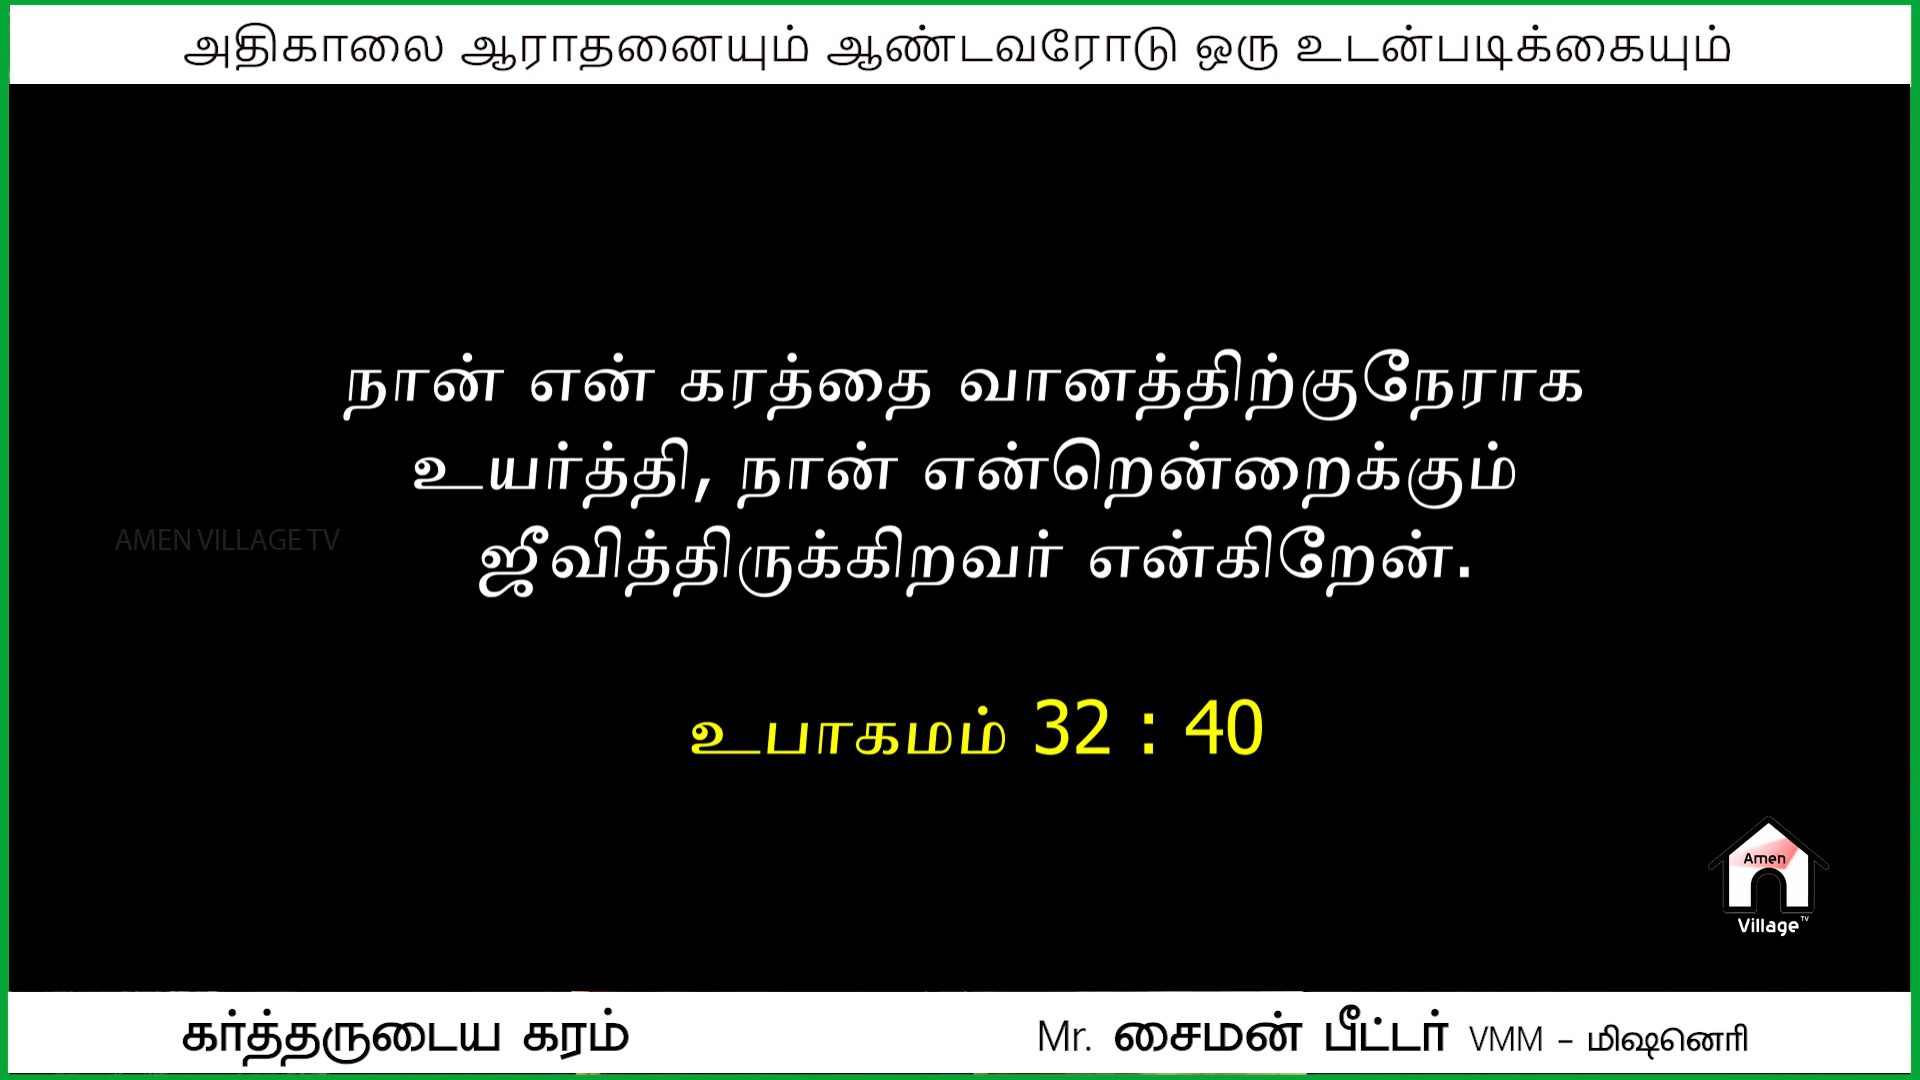 அதிகாலை ஆராதனையும் ஆண்டவரோடு ஒரு உடன்படிக்கையும்
நான் என் கரத்தை வானத்திற்குநேராக
உயர்த்தி, நான் என்றென்றைக்கும்
ஜீவித்திருக்கிறவர் என்கிறேன்.
AMEN VILLAGE TV
உபாகமம் 32 : 40
Amen
Village TV
கர்த்தருடைய கரம்
Mr. சைமன் பீட்டர் VMM – மிஷனெரி